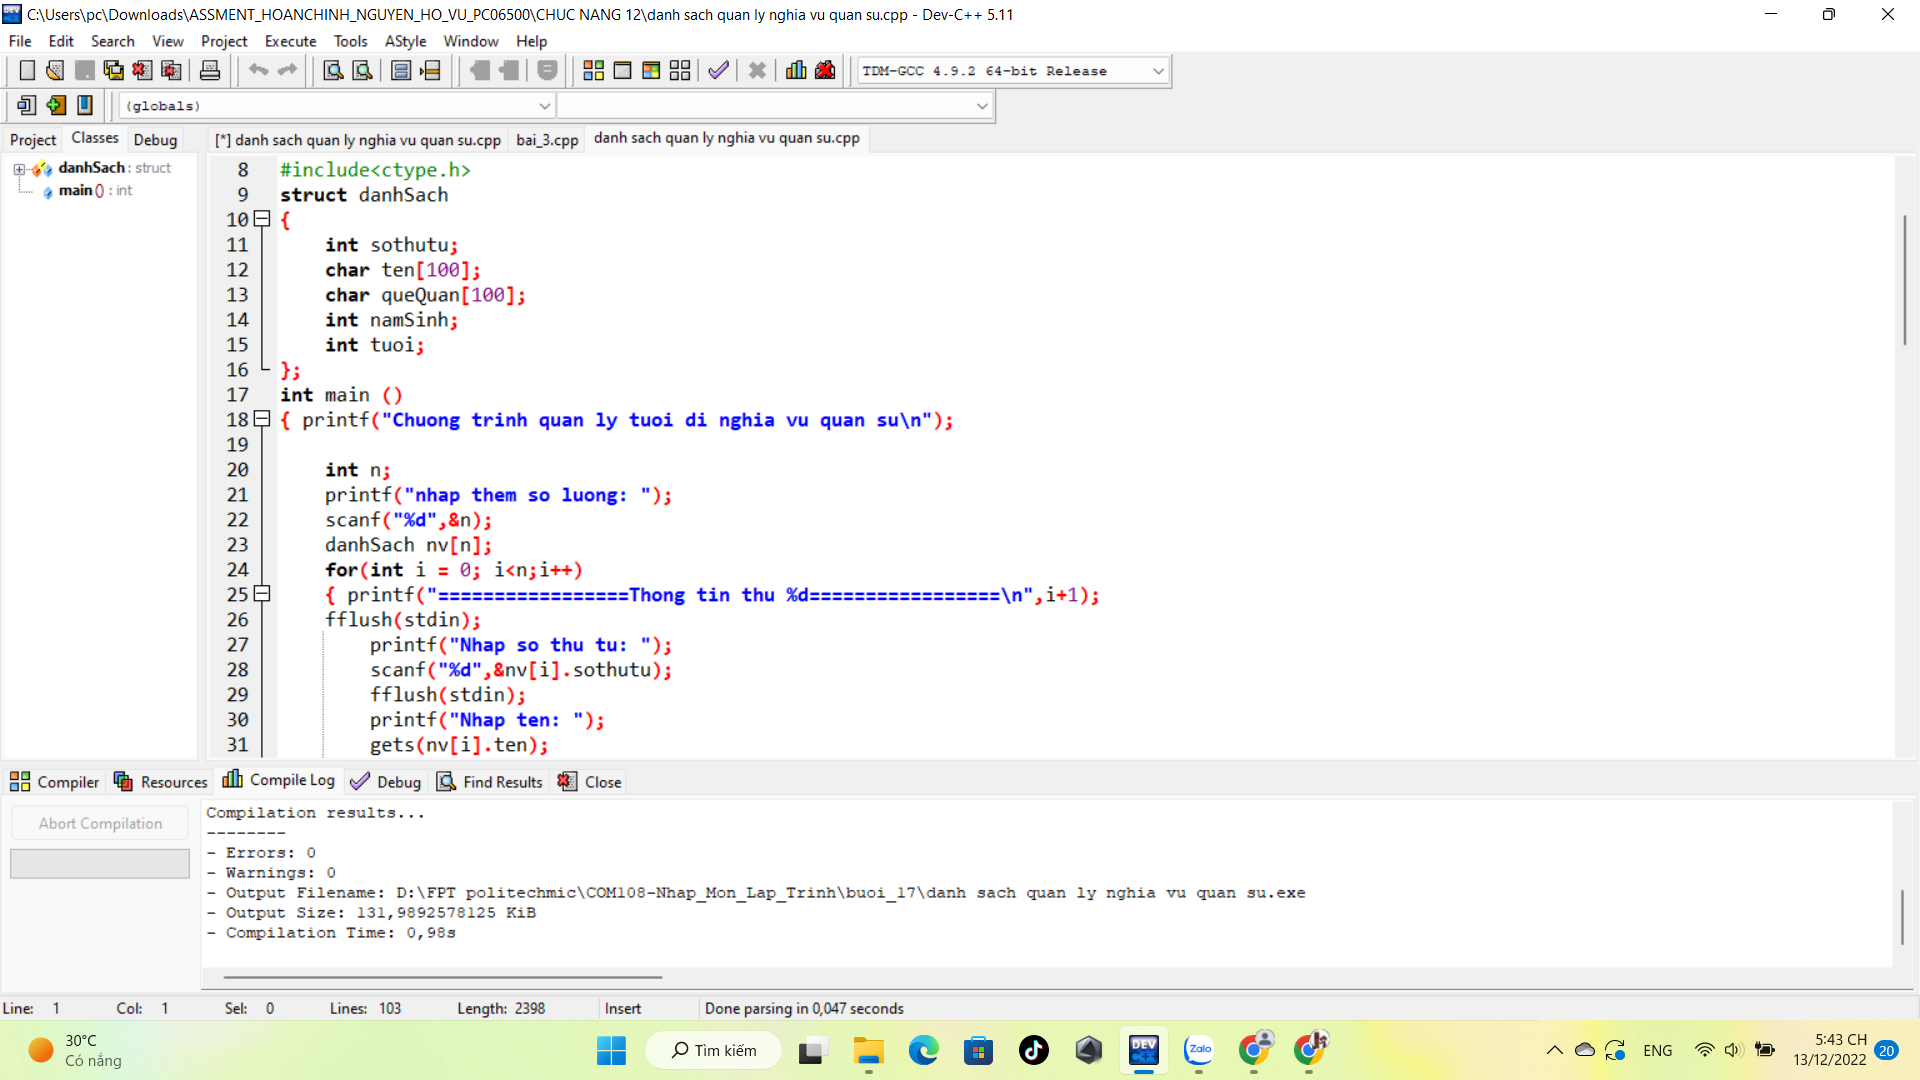 C:\Users\pc\Downloads\ASSMENT_HOANCHINH_NGUYEN_HO_VU_PC06500\CHUC NANG 12\danh sach quan ly nghia vu quan su.cpp - Dev-C++ 5.11
File Edit Search View Project Execute Tools AStyle Window Help
TDM-GCC 4.9.2 64-bit Release
(globals)
Project Classes Debug [*] danh sach quan ly nghia vu quan su.cpp bai_3.cpp danh sach quan ly nghia vu quan su.cpp
danhSach : struct
main () : int
8 #include<ctype.h>
9 struct danhSach
10 {
11 int sothutu;
12 char ten[100];
13 char queQuan[100];
14 int namSinh;
15 int tuoi;
16 };
17 int main ()
18 { printf("Chuong trinh quan ly tuoi di nghia vu quan su\n");
19
20 int n;
21 printf("nhap them so luong: ");
22 scanf("%d",&n);
23 danhSach nv[n];
24 for(int i = 0; i<n;i++)
25 { printf("=================Thong tin thu %d=================\n",i+1);
26 fflush(stdin);
27 printf("Nhap so thu tu: ");
28 scanf("%d",&nv[i].sothutu);
29 fflush(stdin);
30 printf("Nhap ten: ");
31 gets(nv[i].ten);
Compiler Resources Compile Log Debug Find Results Close
Abort Compilation
Compilation results...
--------
- Errors: 0
- Warnings: 0
- Output Filename: D:\FPT politechmic\COM108-Nhap_Mon_Lap_Trinh\buoi_17\danh sach quan ly nghia vu quan su.exe
- Output Size: 131,9892578125 KiB
- Compilation Time: 0,98s
Line: 1 Col: 1 Sel: 0 Lines: 103 Length: 2398 Insert Done parsing in 0,047 seconds
30°C
Có nắng
Tìm kiếm
DEV C++
Zalo
ENG
5:43 CH
13/12/2022
20